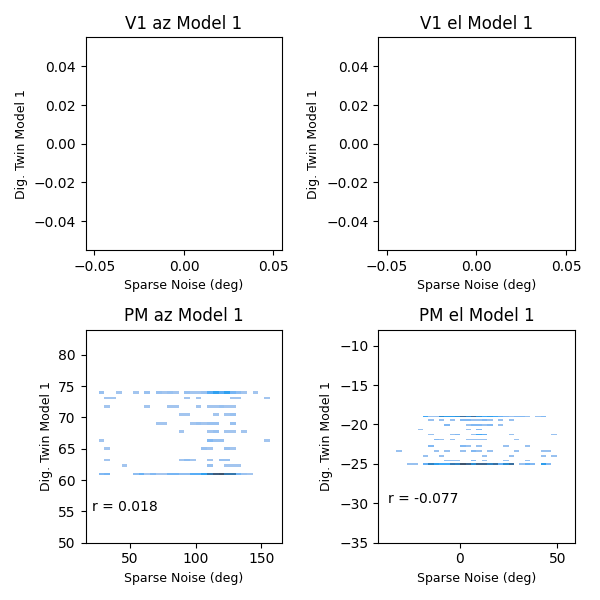 V1 az Model 1
V1 el Model 1
Dig. Twin Model 1
0.04
0.02
0.00
−0.02
−0.04
−0.05
0.00
0.05
Sparse Noise (deg)
Dig. Twin Model 1
0.04
0.02
0.00
−0.02
−0.04
−0.05
0.00
0.05
Sparse Noise (deg)
PM az Model 1
PM el Model 1
Dig. Twin Model 1
80
75
70
65
60
55
50
r = 0.018
50
100
150
Sparse Noise (deg)
Dig. Twin Model 1
−10
−15
−20
−25
−30
−35
r = -0.077
0
50
Sparse Noise (deg)